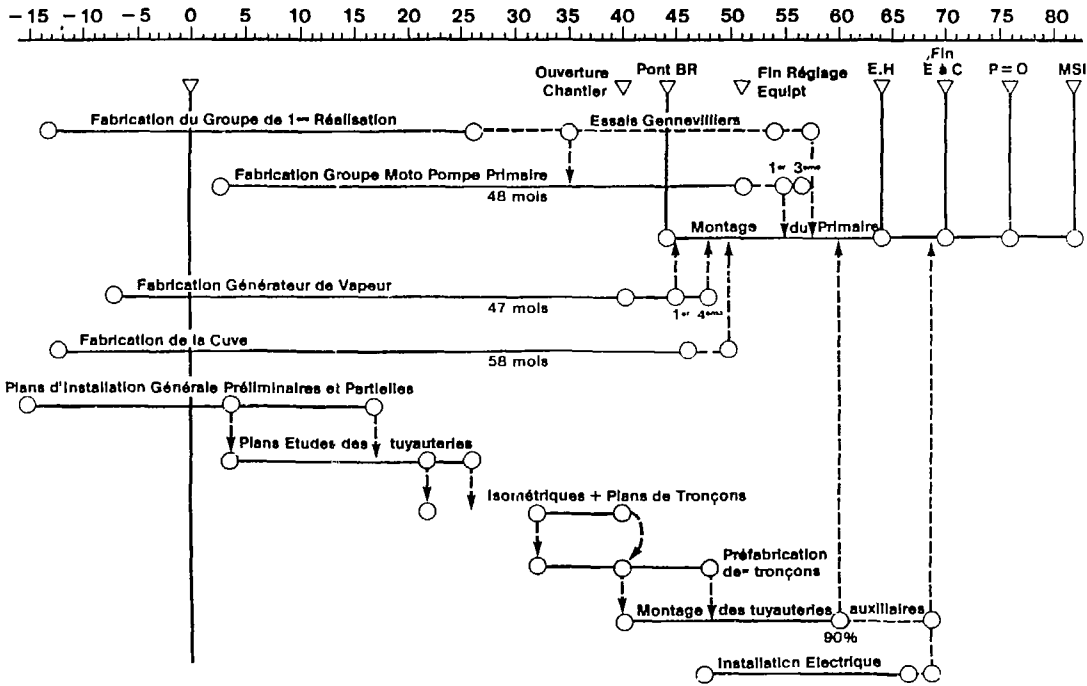 −15 −10 −5 0 5 10 15 20 25 30 35 40 45 50 55 60 65 70 75 80
Ouverture Chantier
Pont BR
Fin Réglage Equipt
E.H
Fin E à C
P = O
MSI
Fabrication du Groupe de 1ère Réalisation
Essais Gennevilliers
Fabrication Groupe Moto Pompe Primaire
48 mois
1er 3ème
Montage du Primaire
Fabrication Générateur de Vapeur
47 mois
1er 4ème
Fabrication de la Cuve
58 mois
Plans d'Installation Générale Préliminaires et Partielles
Plans Etudes des tuyauteries
Isométriques + Plans de Tronçons
Préfabrication
des tronçons
Montage des tuyauteries auxiliaires
90%
Installation Electrique